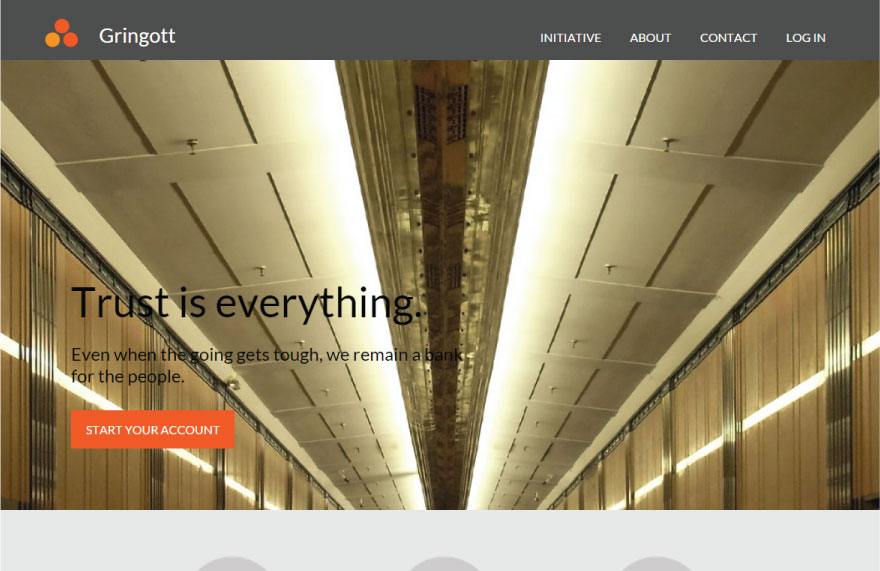 Gringott
INITIATIVE
ABOUT
CONTACT
LOG IN
Trust is everything.
Even when the going gets tough, we remain a bank
for the people.
START YOUR ACCOUNT